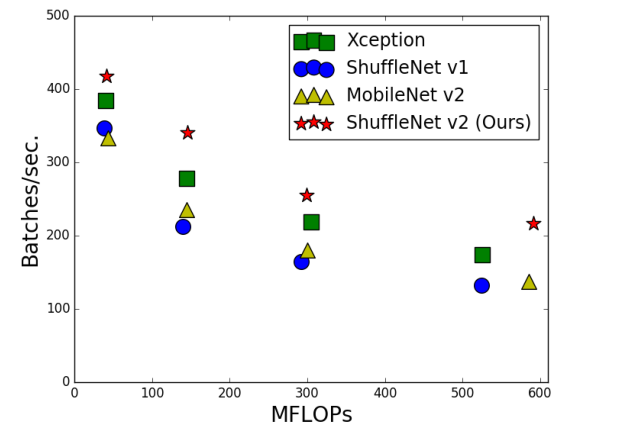 500
400
300
200
100
0
Batches/sec.
Xception
ShuffleNet v1
MobileNet v2
ShuffleNet v2 (Ours)
0 100 200 300 400 500 600
MFLOPs